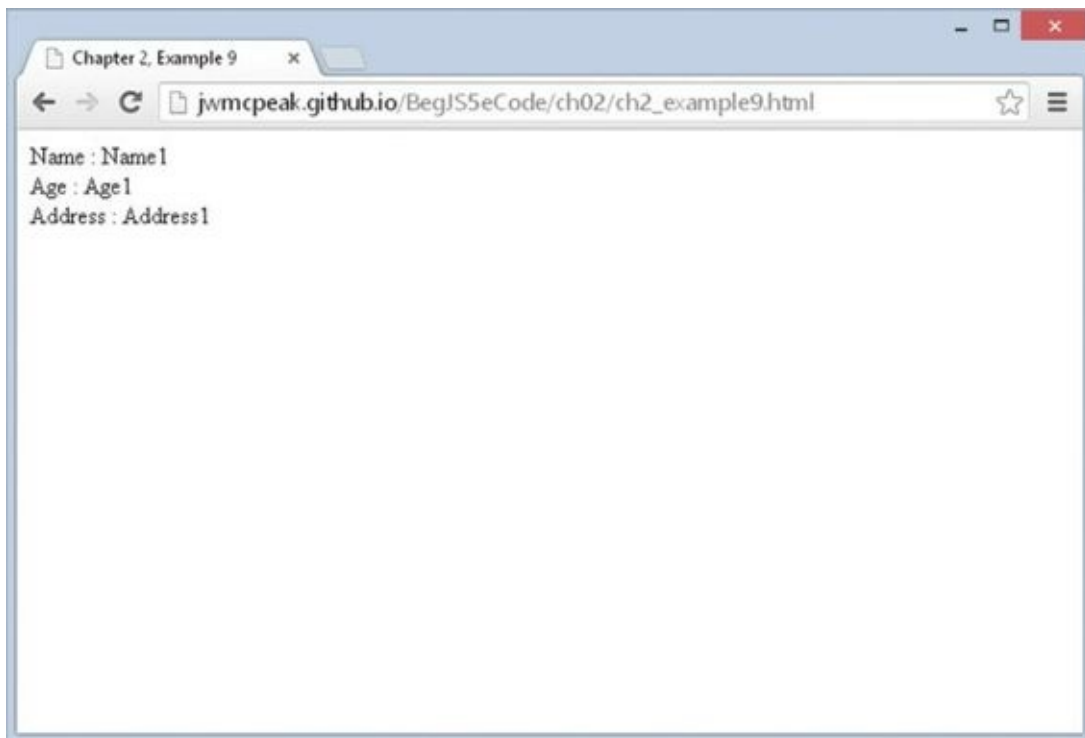 Chapter 2, Example 9
jwmcpeak.github.io/BegJS5eCode/ch02/ch2_example9.html
Name : Name1
Age : Age1
Address : Address1